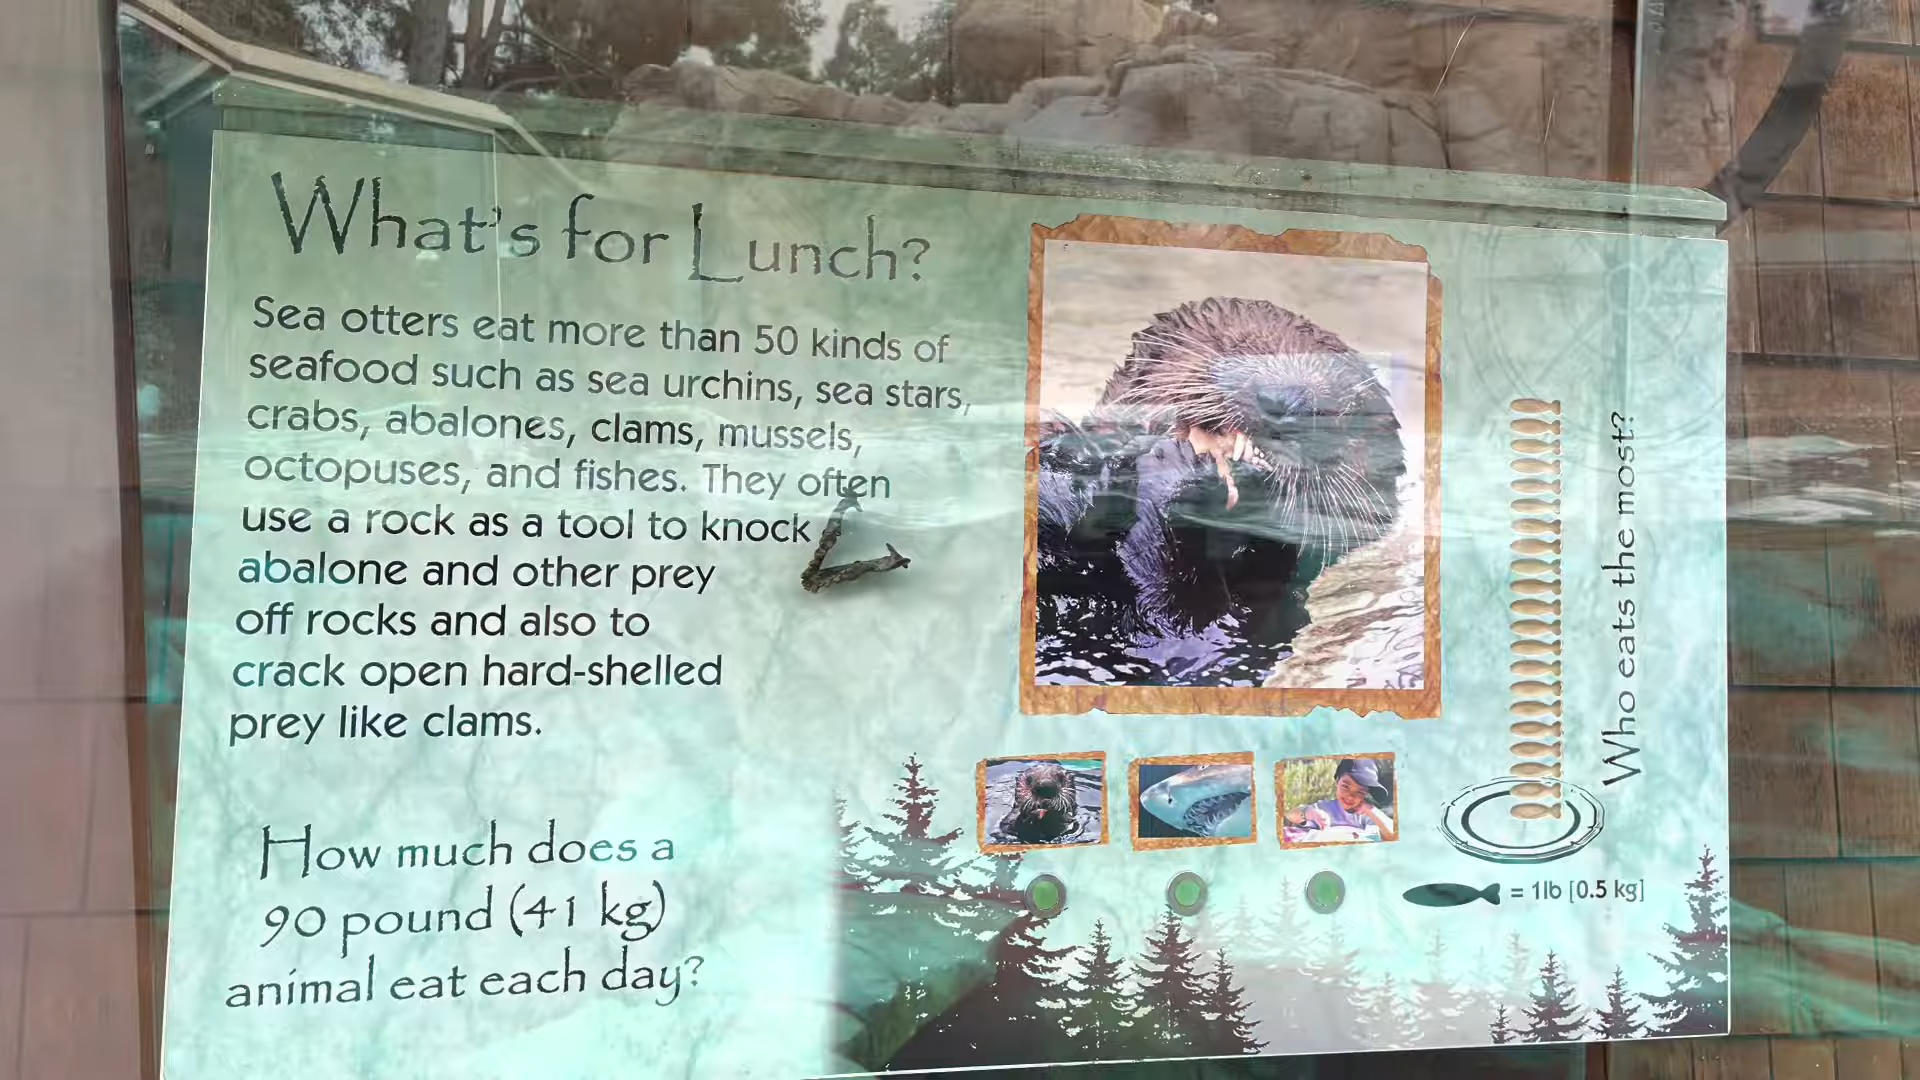 What's for Lunch?
Sea otters eat more than 50 kinds of
seafood such as sea urchins, sea stars,
crabs, abalones, clams, mussels,
octopuses, and fishes. They often
use a rock as a tool to knock
abalone and other prey
off rocks and also to
crack open hard-shelled
prey like clams.
How much does a
90 pound (41 kg)
animal eat each day?
Who eats the most?
= 1lb [0.5 kg]